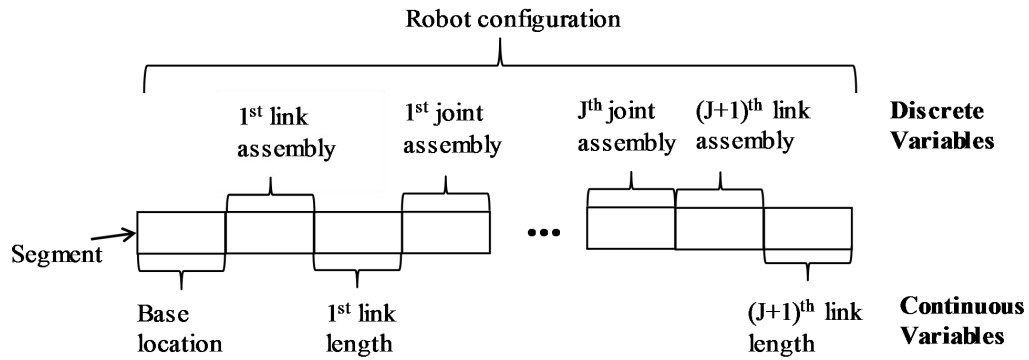 Robot configuration
1st link
assembly
1st joint
assembly
Jth joint
assembly
(J+1)th link
assembly
Discrete
Variables
...
Segment
Base
location
1st link
length
(J+1)th link
length
Continuous
Variables